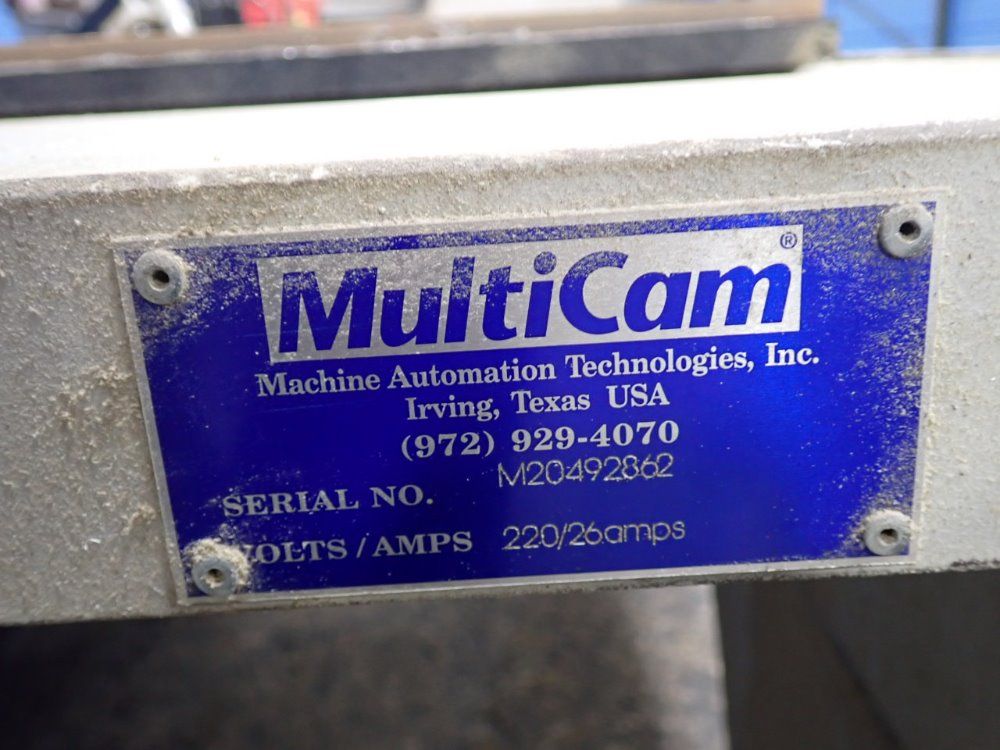 MultiCam®
Machine Automation Technologies, Inc.
Irving, Texas USA
(972) 929-4070
SERIAL NO. M20492862
VOLTS / AMPS 220/26amps